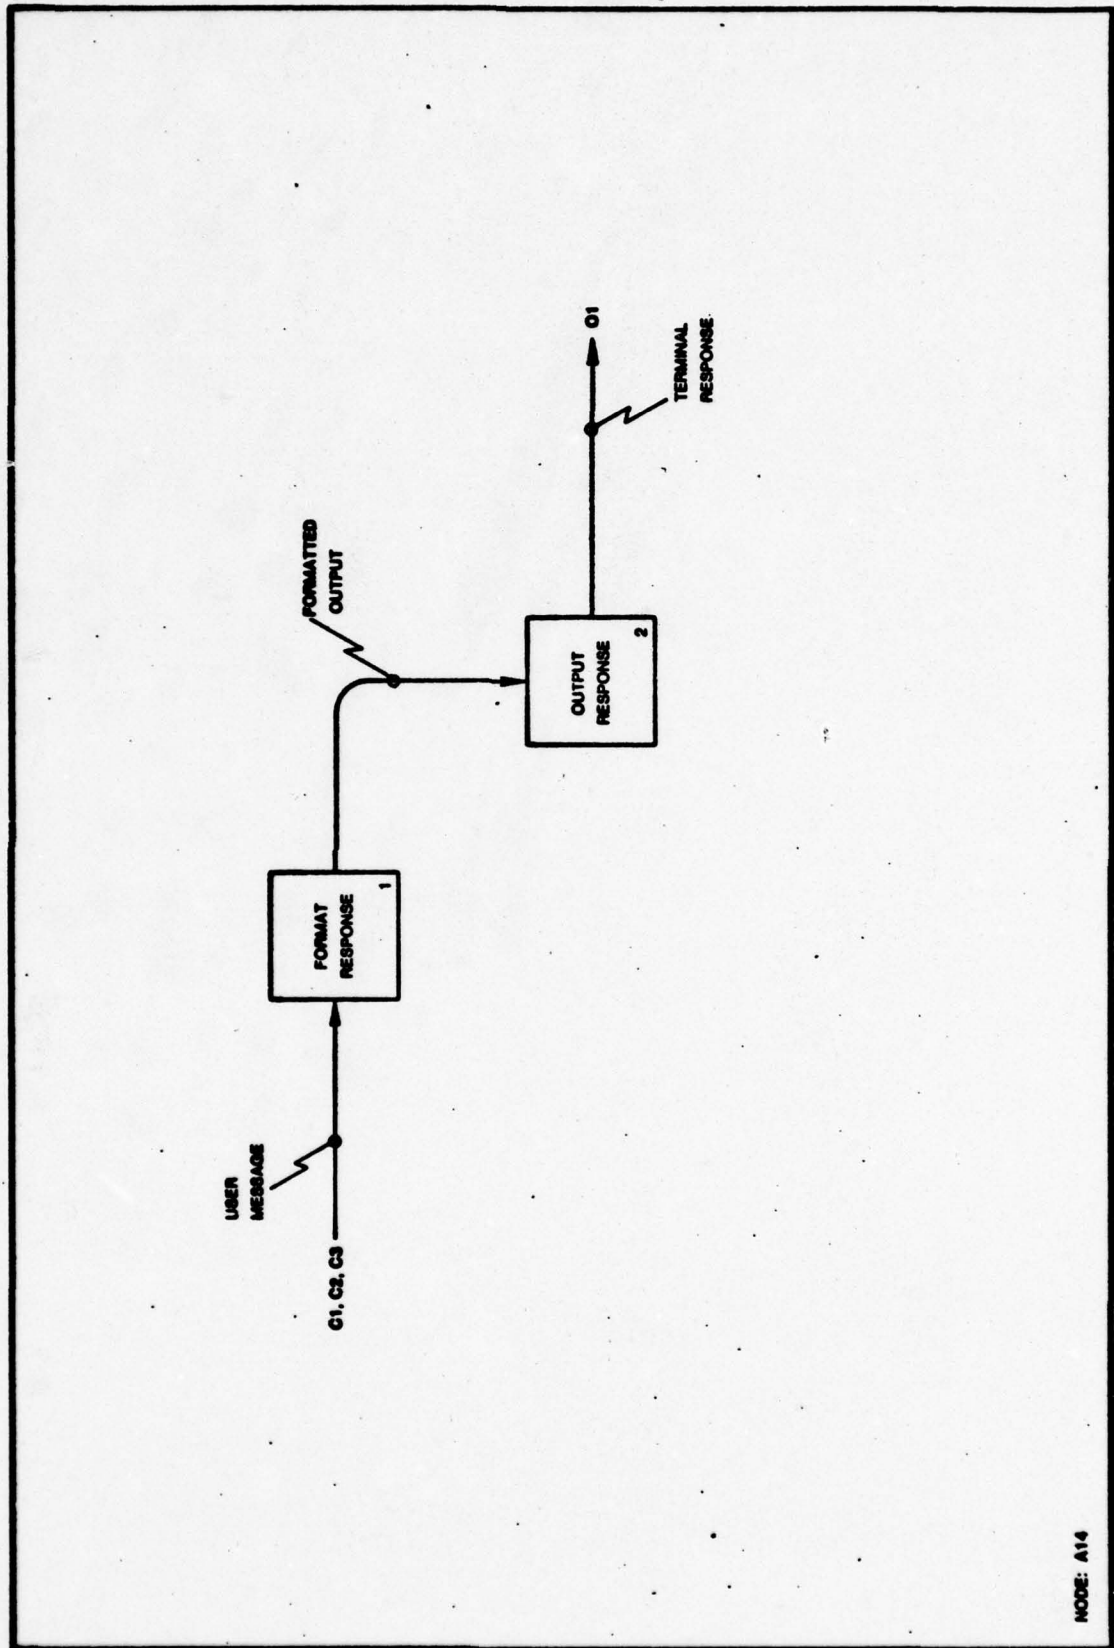 USER
MESSAGE
C1, C2, C3
FORMAT
RESPONSE
1
FORMATTED
OUTPUT
OUTPUT
RESPONSE
2
O1
TERMINAL
RESPONSE
NODE: A14